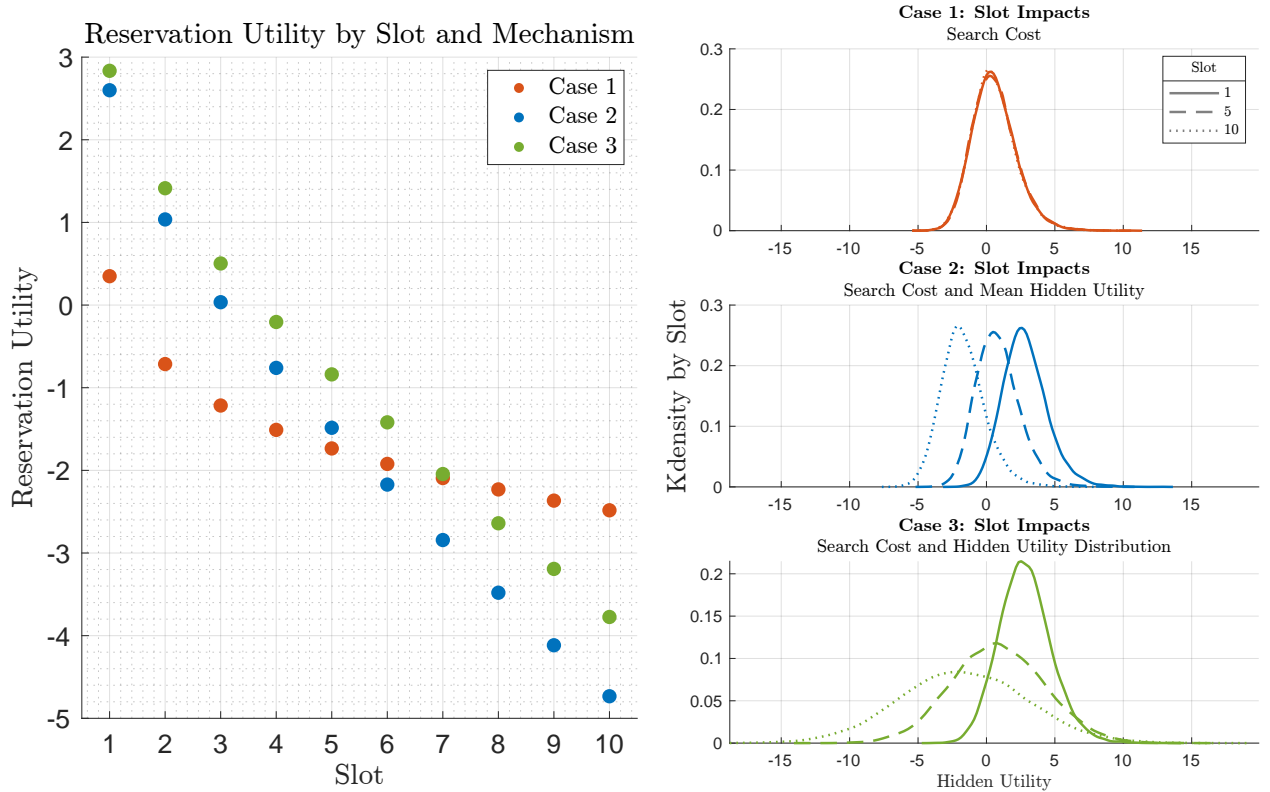 Reservation Utility by Slot and Mechanism
3
2
1
0
-1
-2
-3
-4
-5
Reservation Utility
Case 1
Case 2
Case 3
1 2 3 4 5 6 7 8 9 10
Slot
Case 1: Slot Impacts
Search Cost
0.3
0.2
0.1
0
Slot
1
5
10
-15 -10 -5 0 5 10 15
Kdensity by Slot
Case 2: Slot Impacts
Search Cost and Mean Hidden Utility
0.3
0.2
0.1
0
-15 -10 -5 0 5 10 15
Case 3: Slot Impacts
Search Cost and Hidden Utility Distribution
0.2
0.15
0.1
0.05
0
-15 -10 -5 0 5 10 15
Hidden Utility